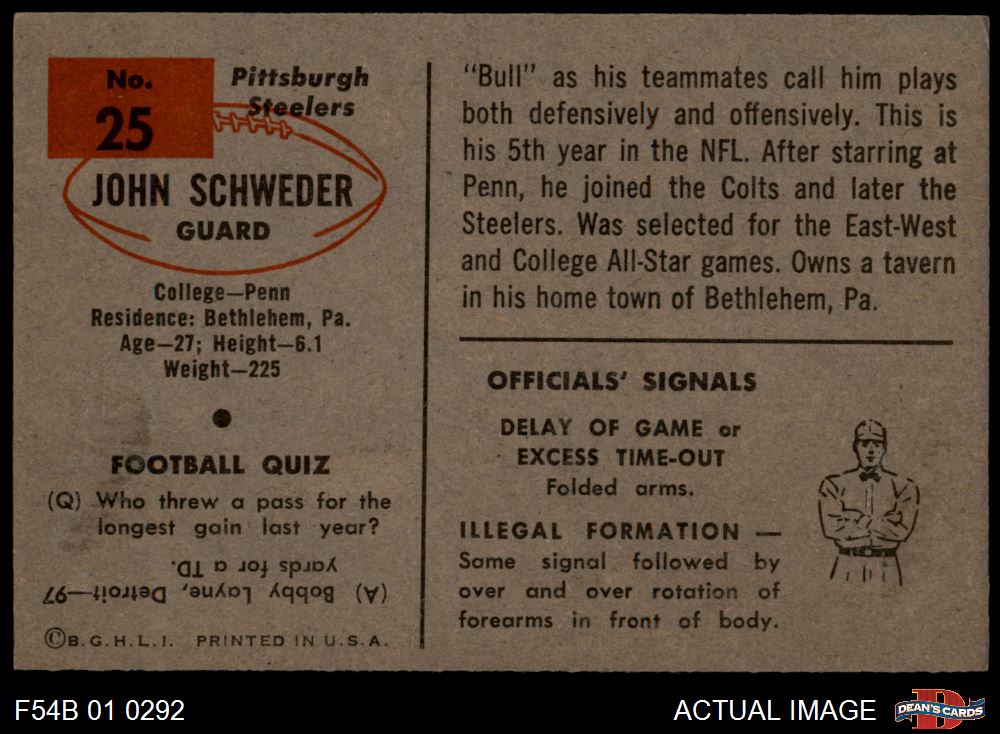 No.
25
Pittsburgh
Steelers
JOHN SCHWEDER
GUARD
College—Penn
Residence: Bethlehem, Pa.
Age—27; Height—6.1
Weight—225
FOOTBALL QUIZ
(Q) Who threw a pass for the
longest gain last year?
(A) Bobby Layne, Detroit—97
yards for a TD.
©B.G.H.L.I. PRINTED IN U.S.A.
"Bull" as his teammates call him plays
both defensively and offensively. This is
his 5th year in the NFL. After starring at
Penn, he joined the Colts and later the
Steelers. Was selected for the East-West
and College All-Star games. Owns a tavern
in his home town of Bethlehem, Pa.
OFFICIALS' SIGNALS
DELAY OF GAME or
EXCESS TIME-OUT
Folded arms.
ILLEGAL FORMATION —
Same signal followed by
over and over rotation of
forearms in front of body.
F54B 01 0292
ACTUAL IMAGE
D
DEAN'S CARDS